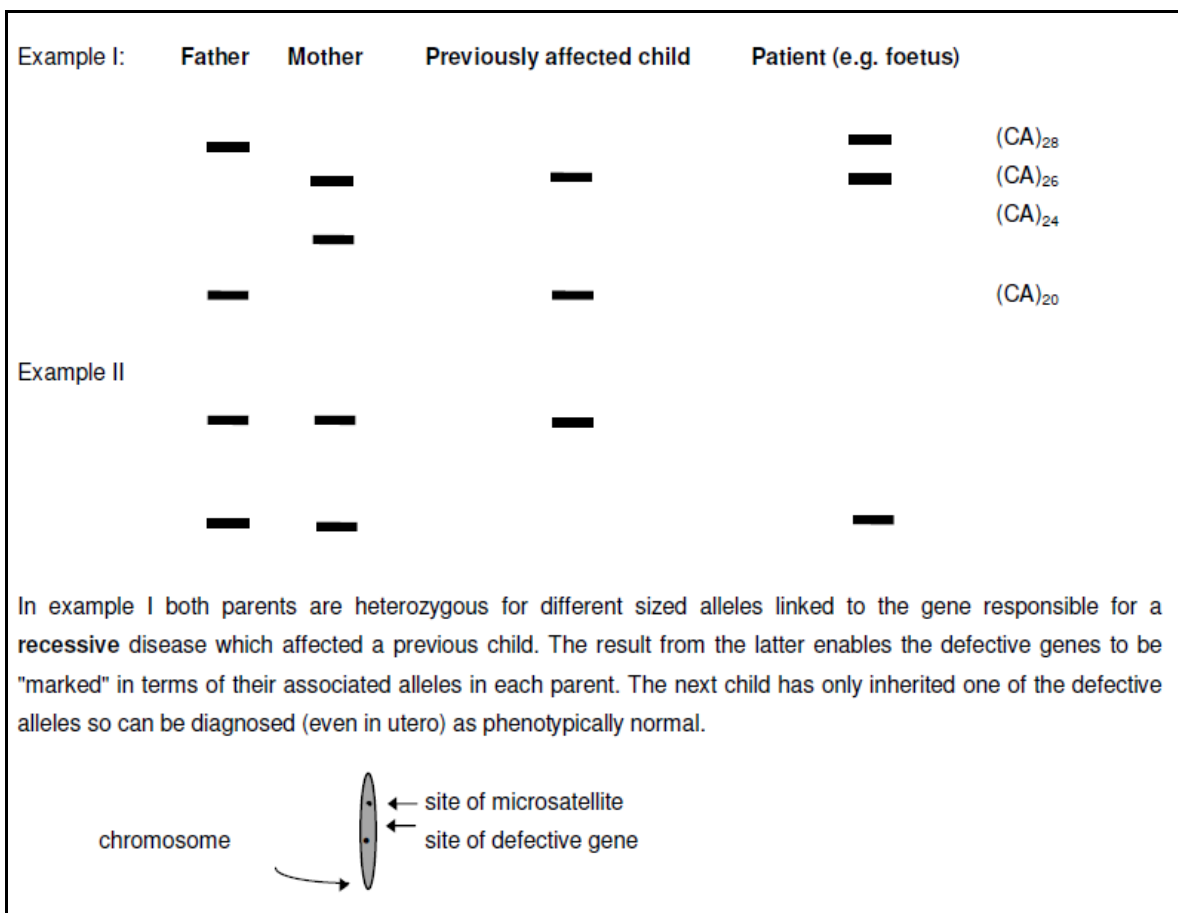 Example I: Father Mother Previously affected child Patient (e.g. foetus)
(CA)28
(CA)26
(CA)24
(CA)20
Example II
In example I both parents are heterozygous for different sized alleles linked to the gene responsible for a
recessive disease which affected a previous child. The result from the latter enables the defective genes to be
"marked" in terms of their associated alleles in each parent. The next child has only inherited one of the defective
alleles so can be diagnosed (even in utero) as phenotypically normal.
site of microsatellite
chromosome site of defective gene